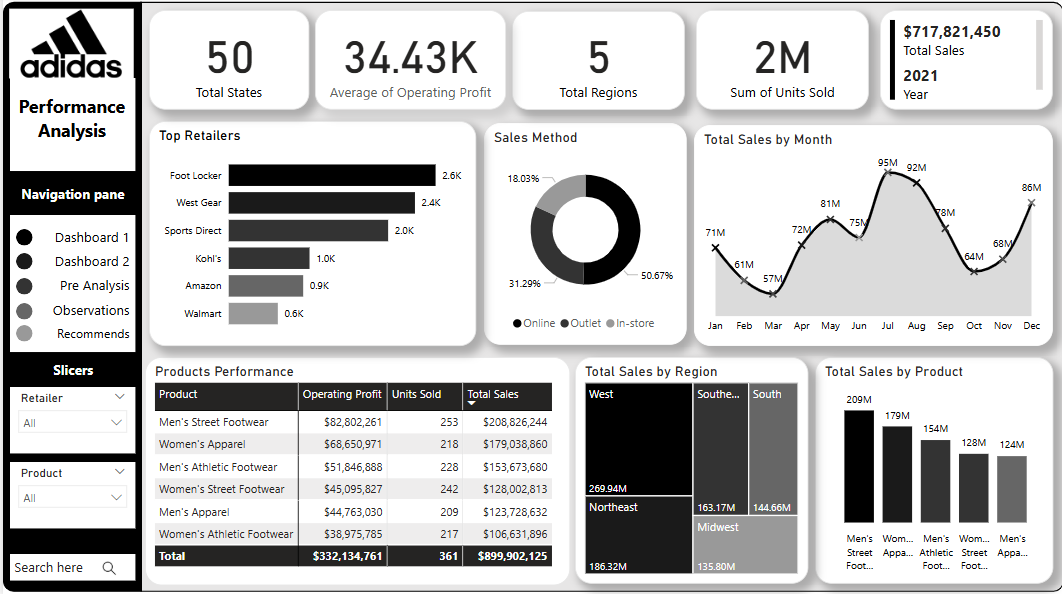 adidas
Performance
Analysis
Navigation pane
Dashboard 1
Dashboard 2
Pre Analysis
Observations
Recommends
Slicers
Retailer
All
Product
All
Search here
50
Total States
34.43K
Average of Operating Profit
5
Total Regions
2M
Sum of Units Sold
$717,821,450
Total Sales
2021
Year
Top Retailers
Foot Locker 2.6K
West Gear 2.4K
Sports Direct 2.0K
Kohl's 1.0K
Amazon 0.9K
Walmart 0.6K
Sales Method
18.03%
50.67%
31.29%
Online Outlet In-store
Total Sales by Month
71M 61M 57M 72M 81M 75M 95M 92M 78M 64M 68M 86M
Jan Feb Mar Apr May Jun Jul Aug Sep Oct Nov Dec
Products Performance
Product Operating Profit Units Sold Total Sales
Men's Street Footwear $82,802,261 253 $208,826,244
Women's Apparel $68,650,971 218 $179,038,860
Men's Athletic Footwear $51,846,888 228 $153,673,680
Women's Street Footwear $45,095,827 242 $128,002,813
Men's Apparel $44,763,030 209 $123,728,632
Women's Athletic Footwear $38,975,785 217 $106,631,896
Total $332,134,761 361 $899,902,125
Total Sales by Region
West
269.94M
Northeast
186.32M
Southe...
163.17M
South
144.66M
Midwest
135.80M
Total Sales by Product
209M 179M 154M 128M 124M
Men's Wom... Men's Wom... Men's
Street Appa... Athletic Street Appa...
Foot... Foot... Foot...